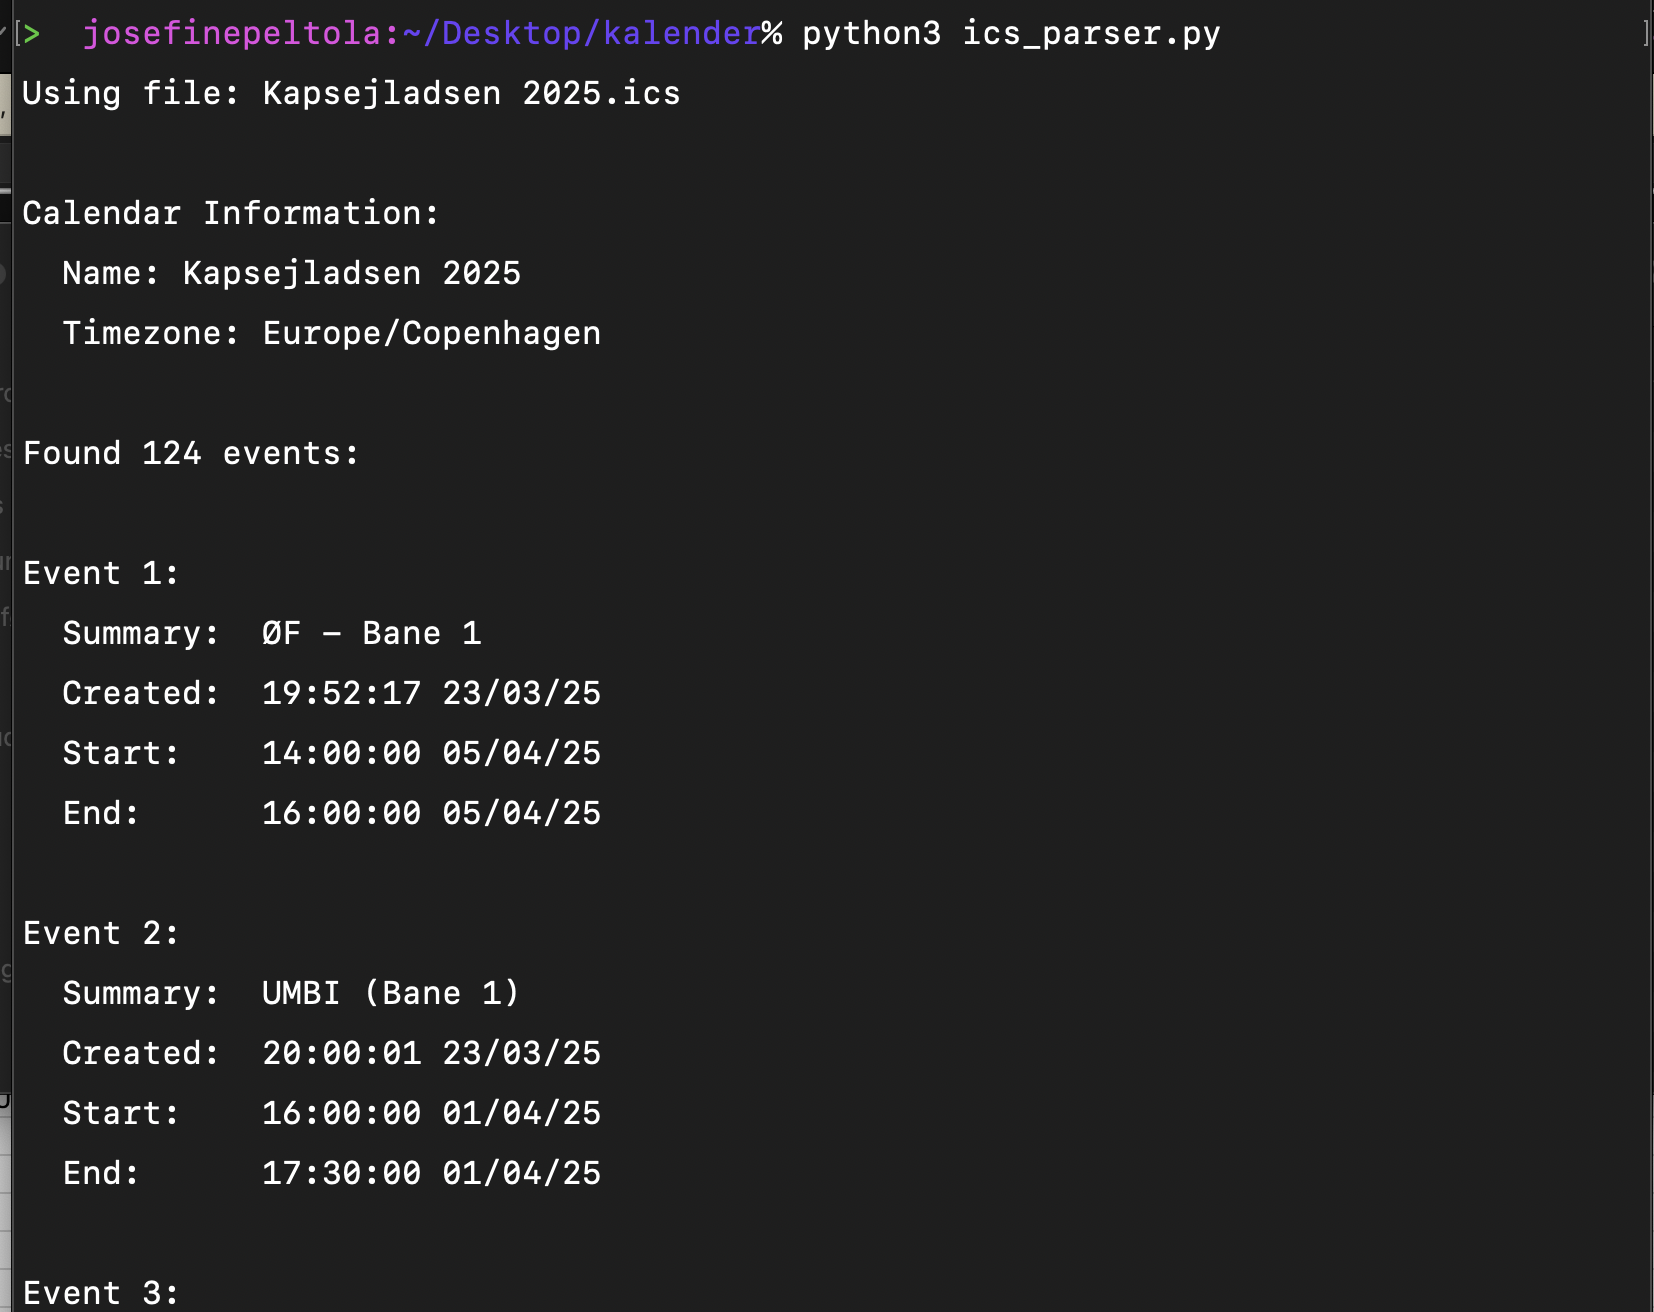 [>  josefinepeltola:~/Desktop/kalender% python3 ics_parser.py ]
Using file: Kapsejladsen 2025.ics
Calendar Information:
Name: Kapsejladsen 2025
Timezone: Europe/Copenhagen
Found 124 events:
Event 1:
Summary: ØF – Bane 1
Created: 19:52:17 23/03/25
Start: 14:00:00 05/04/25
End: 16:00:00 05/04/25
Event 2:
Summary: UMBI (Bane 1)
Created: 20:00:01 23/03/25
Start: 16:00:00 01/04/25
End: 17:30:00 01/04/25
Event 3: